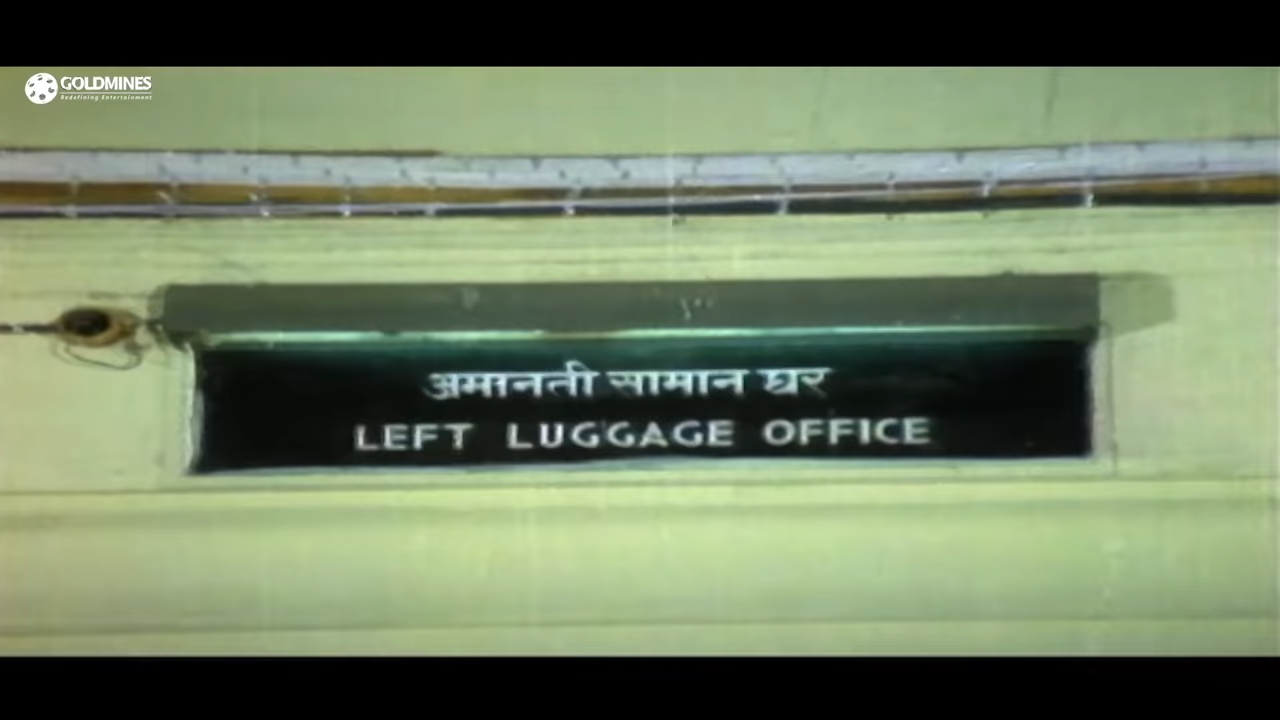 GOLDMINES
Redefining Entertainment
अमानती सामान घर
LEFT LUGGAGE OFFICE